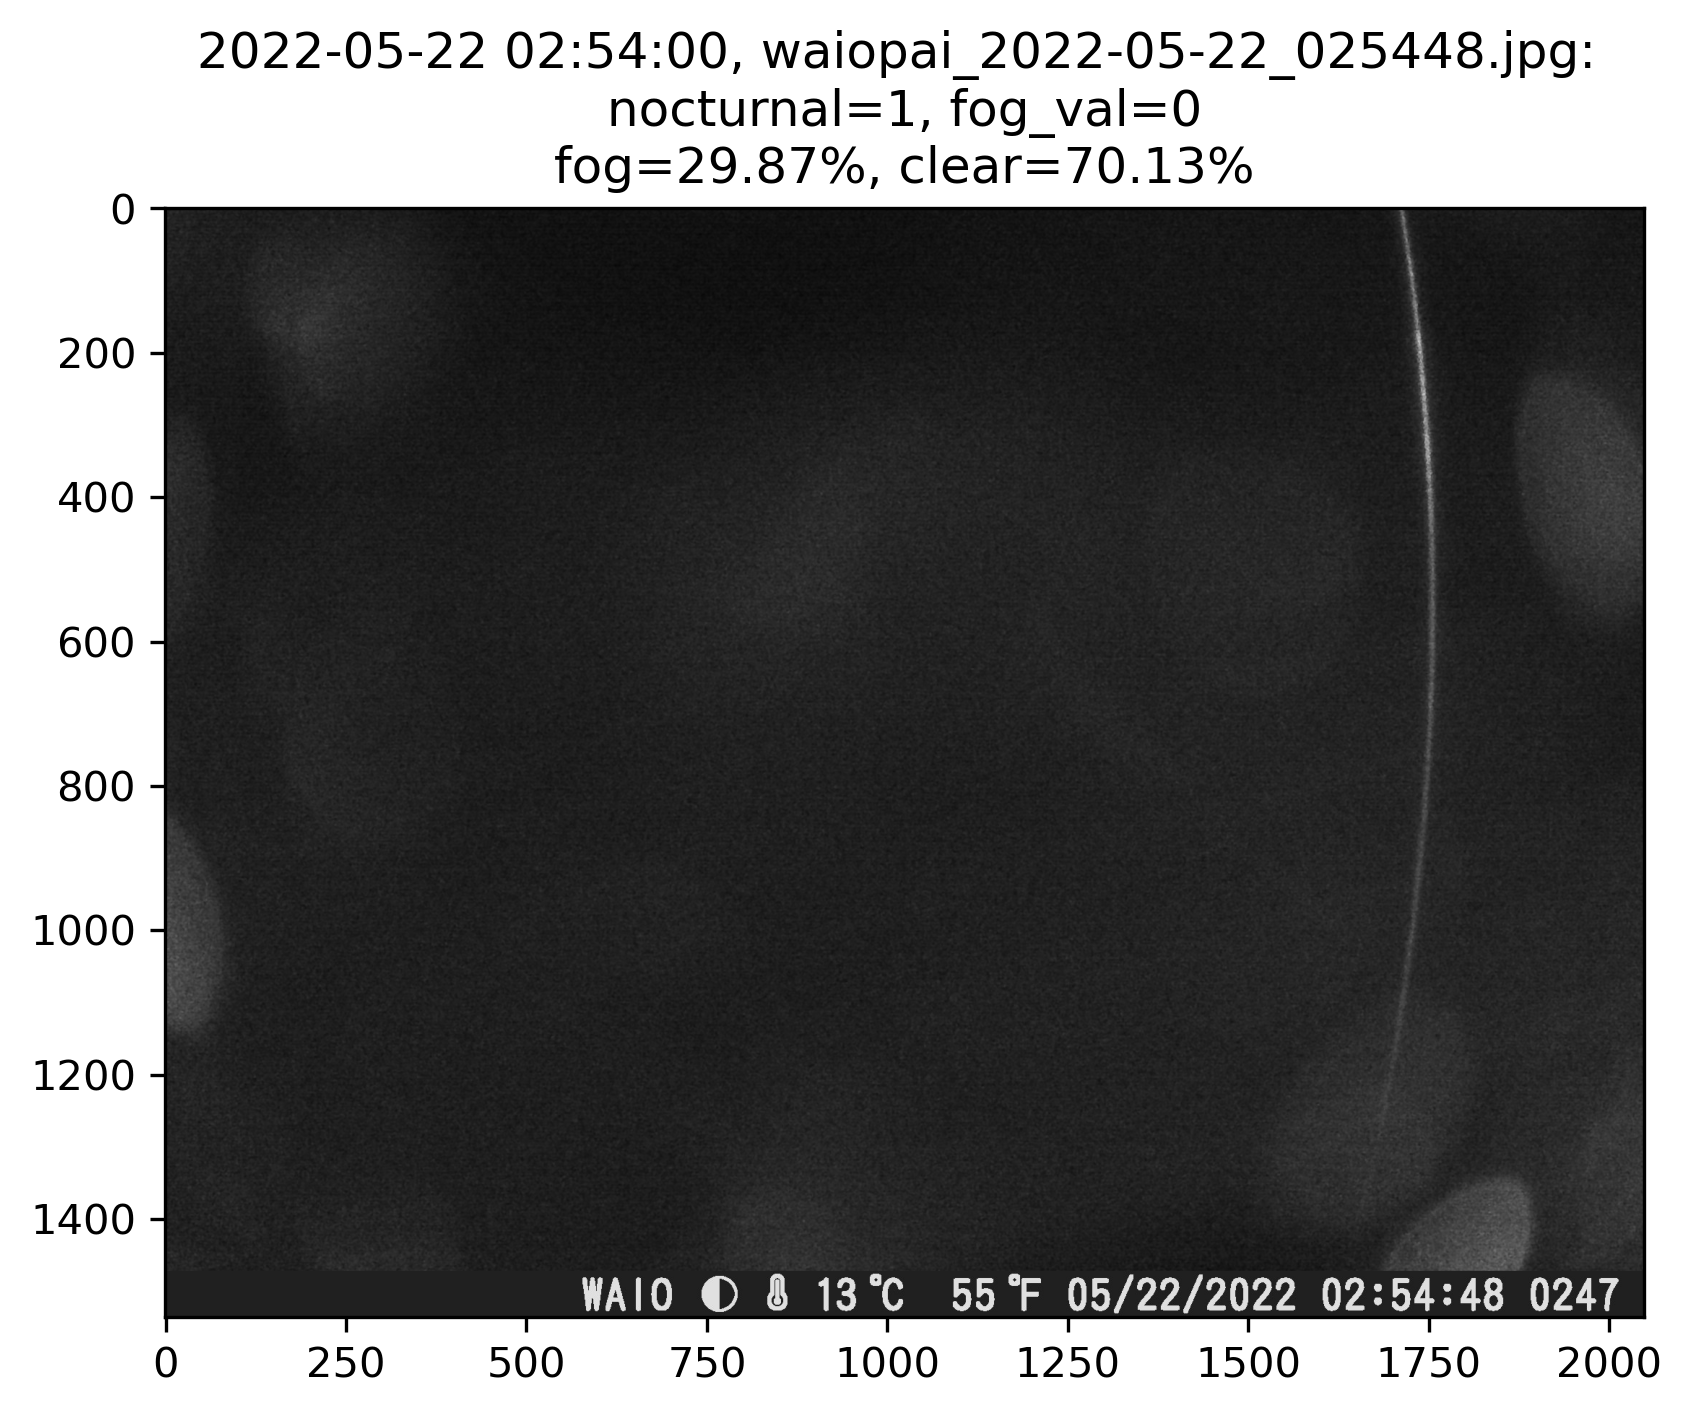 2022-05-22 02:54:00, waiopai_2022-05-22_025448.jpg:
nocturnal=1, fog_val=0
fog=29.87%, clear=70.13%
0
200
400
600
800
1000
1200
1400
WAIO 13°C 55°F 05/22/2022 02:54:48 0247
0 250 500 750 1000 1250 1500 1750 2000